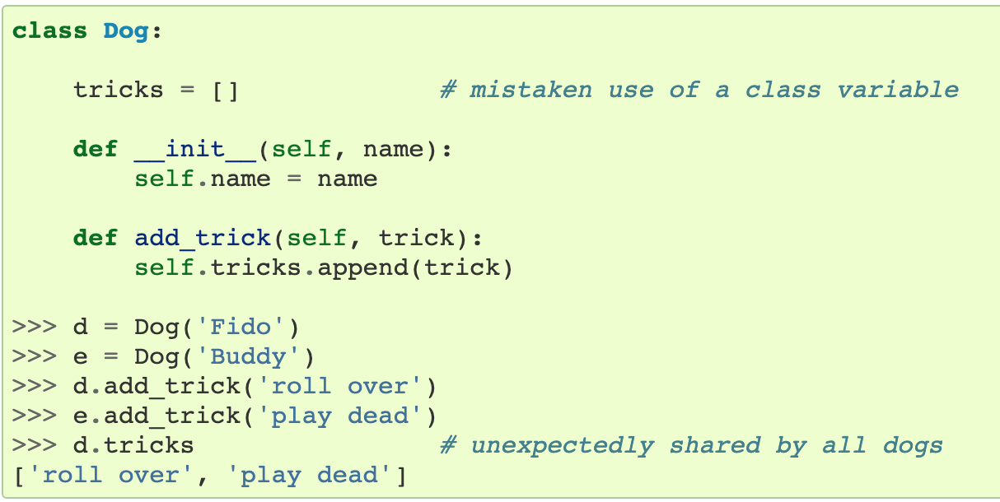 class Dog:
    tricks = []             # mistaken use of a class variable
    def __init__(self, name):
        self.name = name
    def add_trick(self, trick):
        self.tricks.append(trick)
>>> d = Dog('Fido')
>>> e = Dog('Buddy')
>>> d.add_trick('roll over')
>>> e.add_trick('play dead')
>>> d.tricks                # unexpectedly shared by all dogs
['roll over', 'play dead']